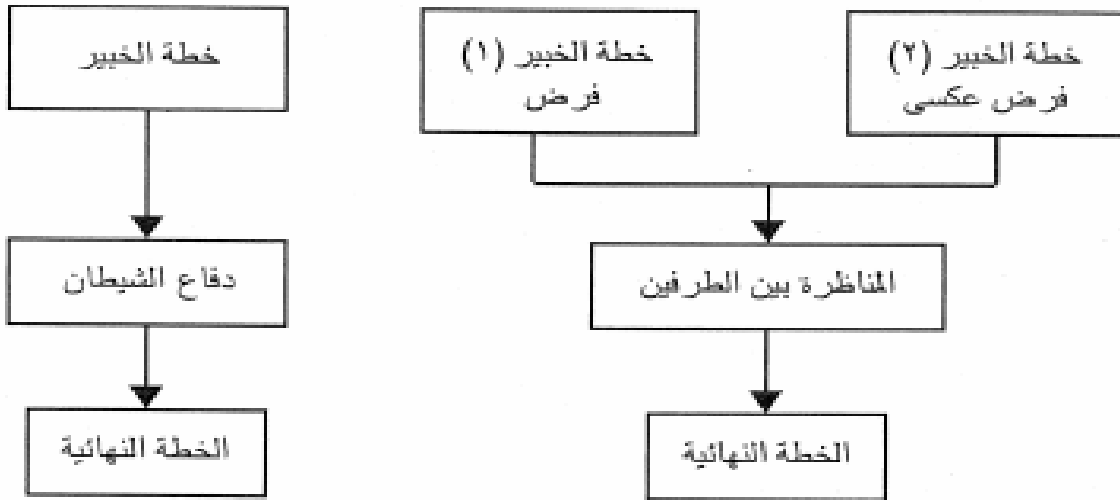 خطة الخبير
دفاع الشيطان
الخطة النهائية
خطة الخبير (٢)
فرض عكسى
خطة الخبير (١)
فرض
المناظرة بين الطرفين
الخطة النهائية